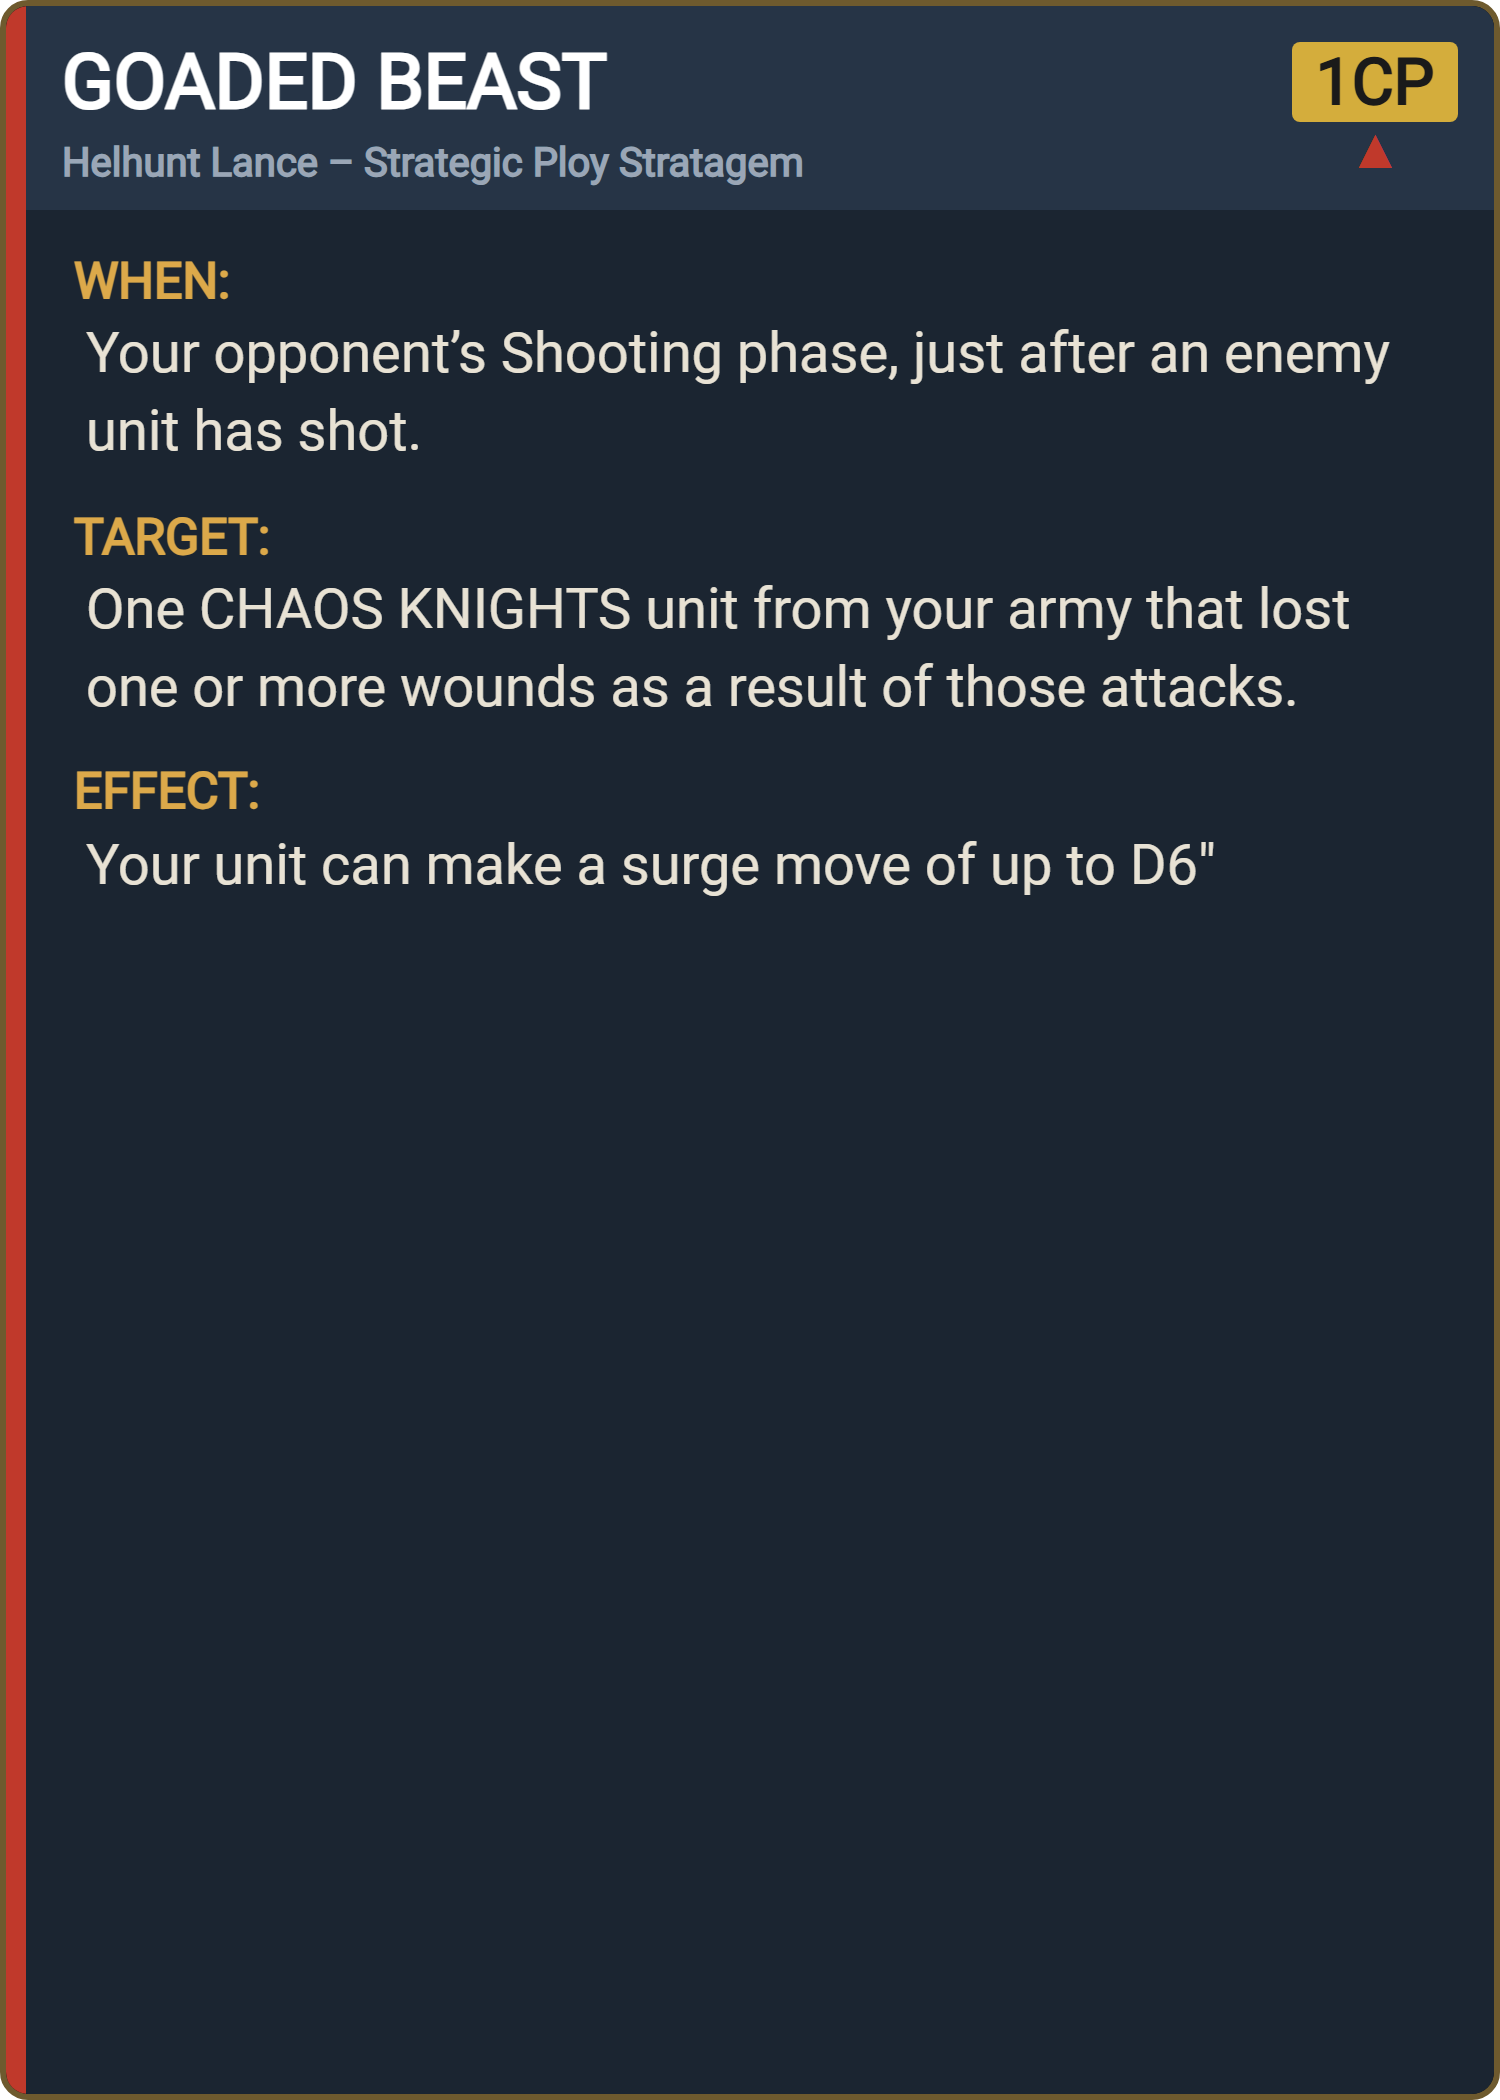 GOADED BEAST
1CP
Helhunt Lance – Strategic Ploy Stratagem
WHEN:
Your opponent’s Shooting phase, just after an enemy
unit has shot.
TARGET:
One CHAOS KNIGHTS unit from your army that lost
one or more wounds as a result of those attacks.
EFFECT:
Your unit can make a surge move of up to D6"